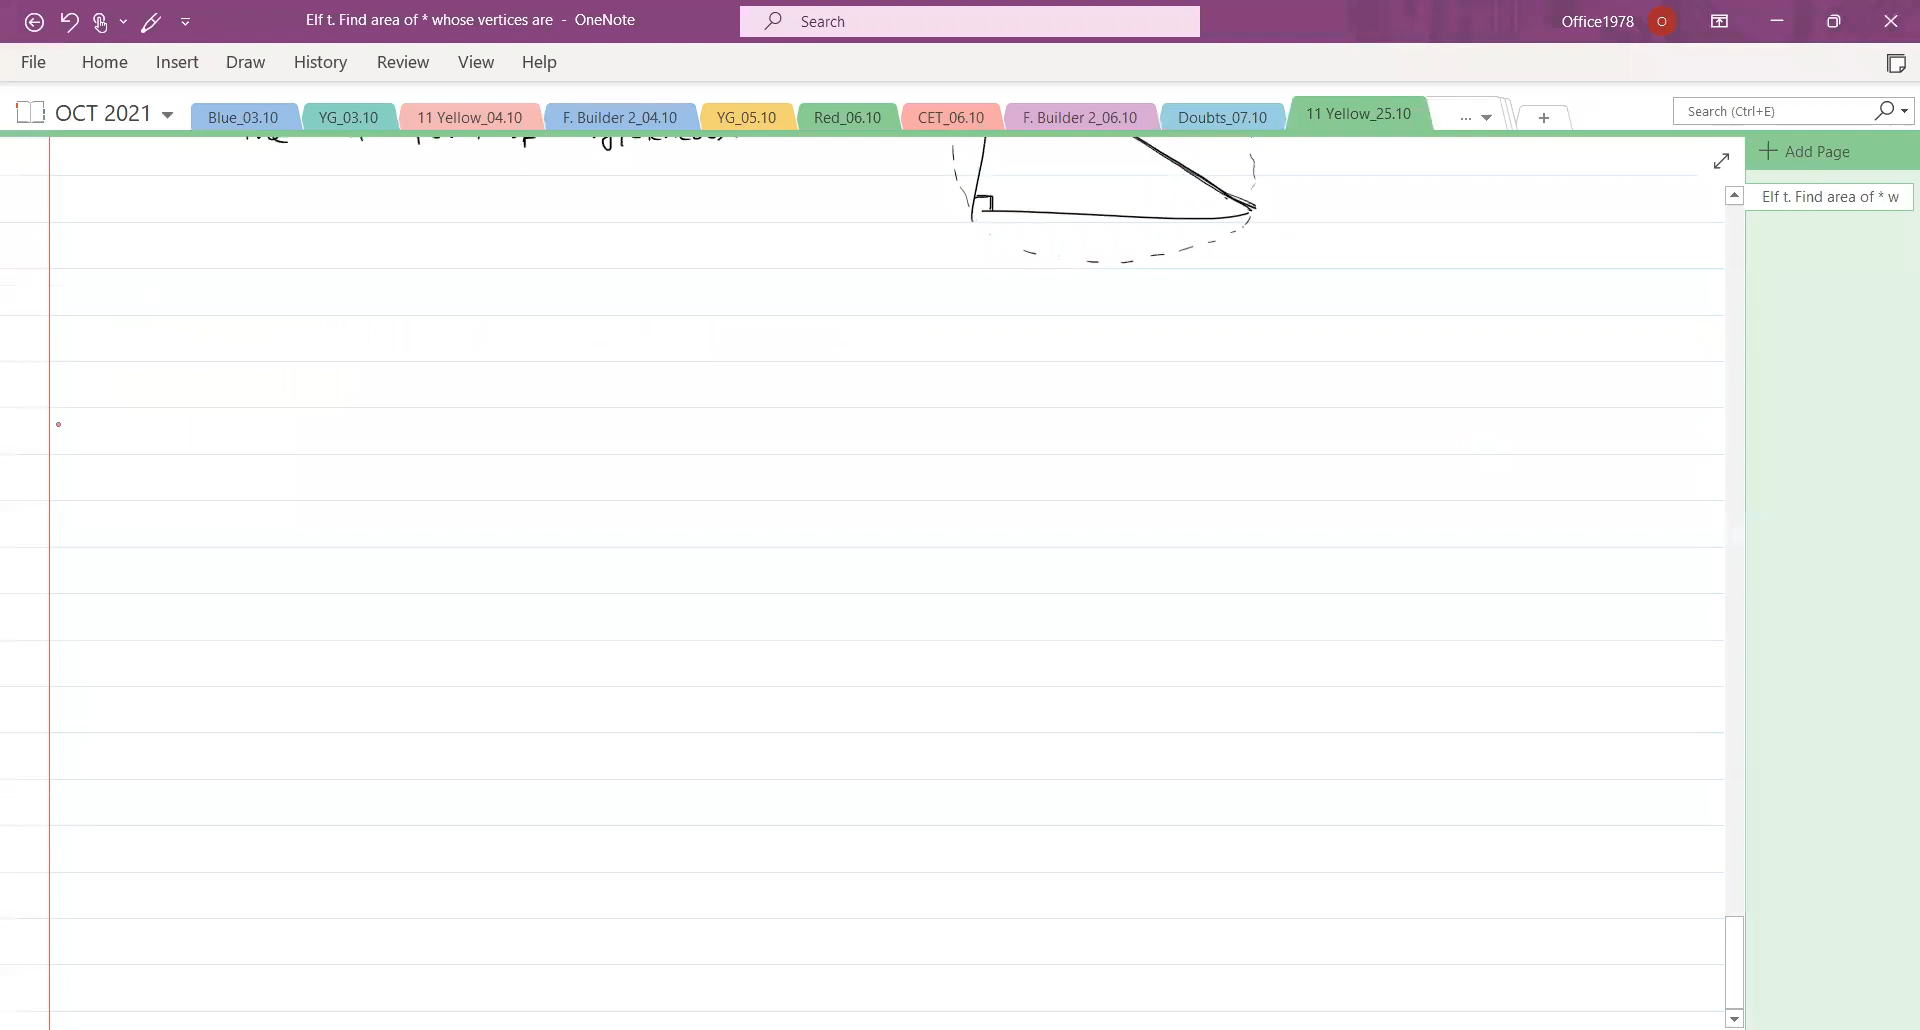 Elf t. Find area of * whose vertices are - OneNote
Search
Office1978
O
File Home Insert Draw History Review View Help
OCT 2021
Blue_03.10
YG_03.10
11 Yellow_04.10
F. Builder 2_04.10
YG_05.10
Red_06.10
CET_06.10
F. Builder 2_06.10
Doubts_07.10
11 Yellow_25.10
...
Search (Ctrl+E)
Add Page
Elf t. Find area of * w